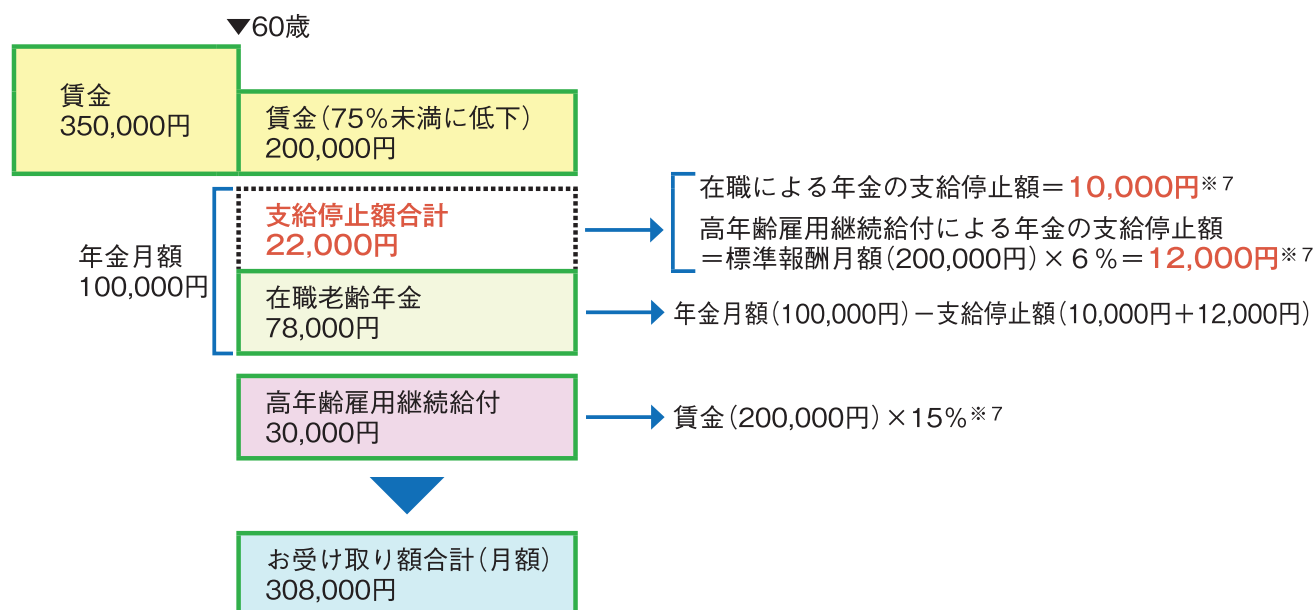 ▼60歳
賃金
350,000円
賃金（75％未満に低下）
200,000円
年金月額
100,000円
支給停止額合計
22,000円
在職による年金の支給停止額＝10,000円※7
高年齢雇用継続給付による年金の支給停止額
＝標準報酬月額（200,000円）×6％＝12,000円※7
在職老齢年金
78,000円
年金月額（100,000円）－支給停止額（10,000円＋12,000円）
高年齢雇用継続給付
30,000円
賃金（200,000円）×15％※7
お受け取り額合計（月額）
308,000円